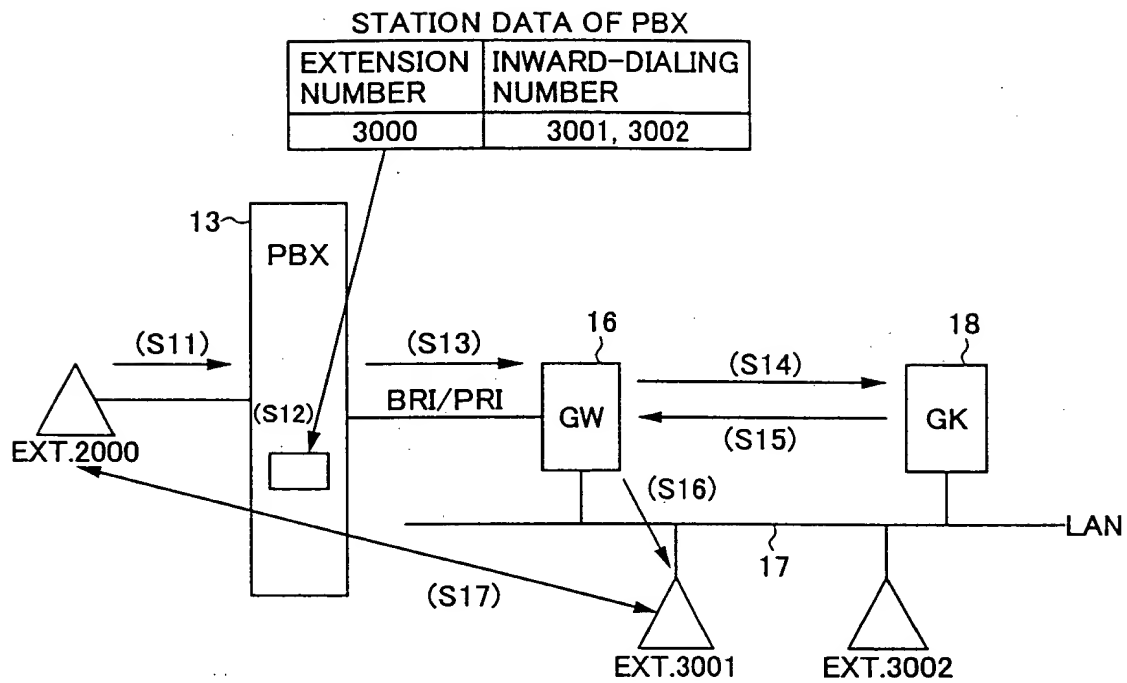 STATION DATA OF PBX
EXTENSION NUMBER
INWARD-DIALING NUMBER
3000
3001, 3002
13
PBX
(S11)
(S12)
(S13)
BRI/PRI
16
GW
(S14)
(S15)
18
GK
EXT.2000
(S16)
LAN
17
(S17)
EXT.3001
EXT.3002